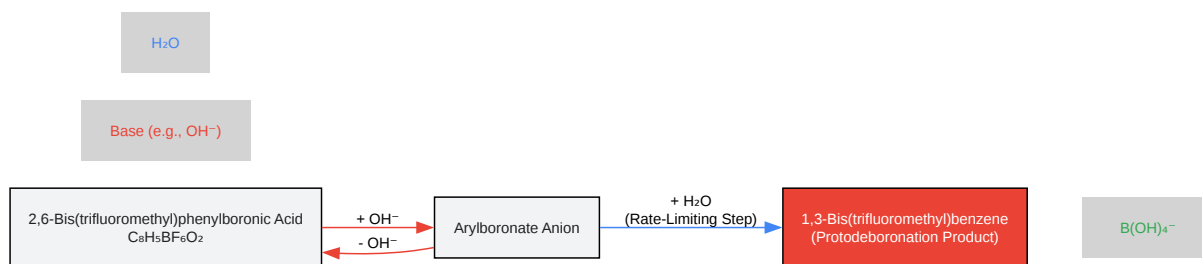 H₂O
Base (e.g., OH⁻)
2,6-Bis(trifluoromethyl)phenylboronic Acid
C₈H₅BF₆O₂
+ OH⁻
- OH⁻
Arylboronate Anion
+ H₂O
(Rate-Limiting Step)
1,3-Bis(trifluoromethyl)benzene
(Protodeboronation Product)
B(OH)₄⁻